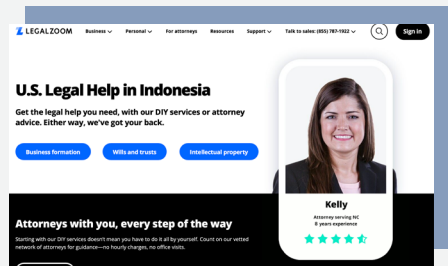 LEGALZOOM
Business Personal For attorneys Resources Support Talk to sales: (855) 787-1922 Sign in
U.S. Legal Help in Indonesia
Get the legal help you need, with our DIY services or attorney
advice. Either way, we've got your back.
Business formation Wills and trusts Intellectual property
Kelly
Attorney serving NC
8 years experience
Attorneys with you, every step of the way
Starting with our DIY services doesn't mean you have to do it all by yourself. Count on our vetted
network of attorneys for guidance—no hourly charges, no office visits.